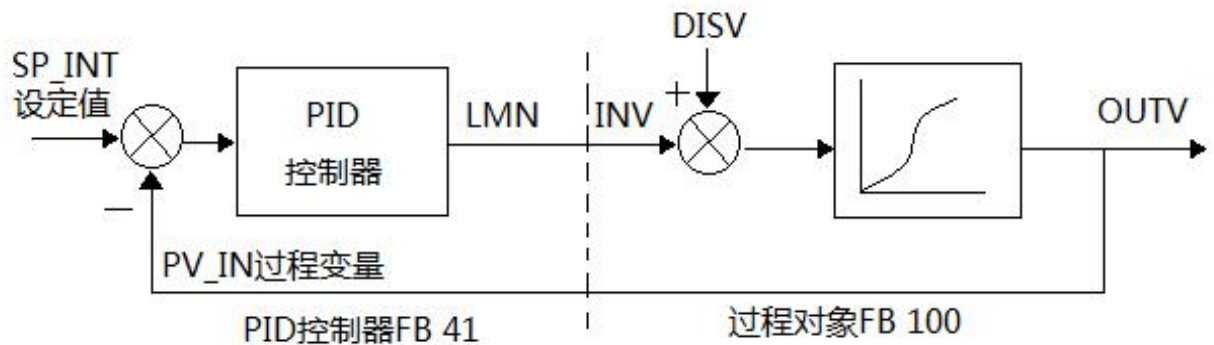 DISV
SP_INT
设定值
PID
控制器
LMN
INV
+
OUTV
—
PV_IN过程变量
PID控制器FB 41
过程对象FB 100